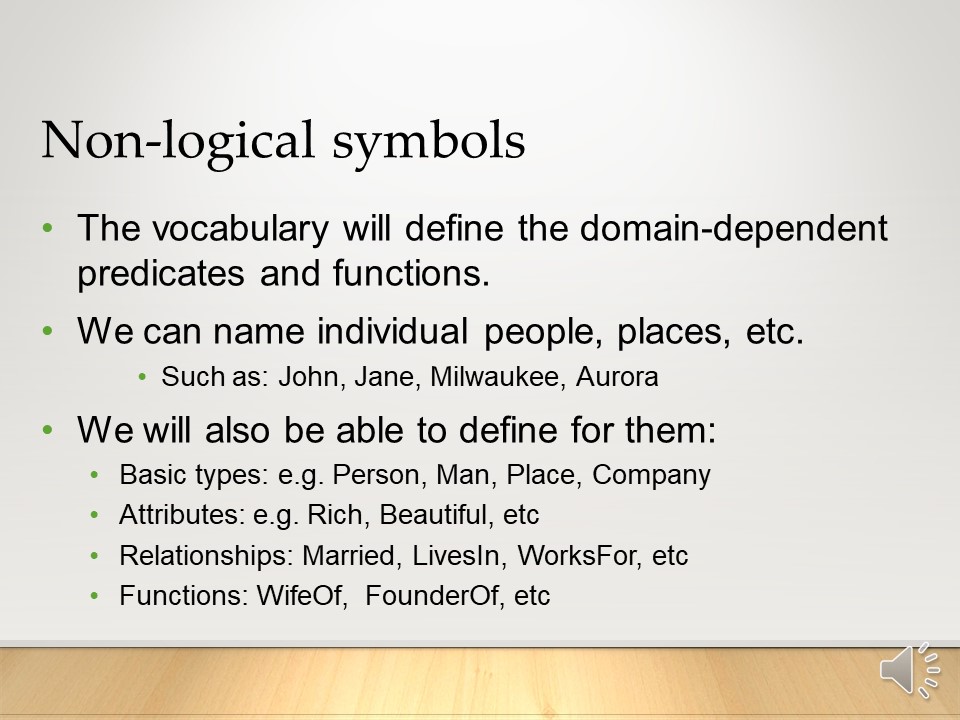 Non-logical symbols
• The vocabulary will define the domain-dependent
predicates and functions.
• We can name individual people, places, etc.
• Such as: John, Jane, Milwaukee, Aurora
• We will also be able to define for them:
• Basic types: e.g. Person, Man, Place, Company
• Attributes: e.g. Rich, Beautiful, etc
• Relationships: Married, LivesIn, WorksFor, etc
• Functions: WifeOf,  FounderOf, etc